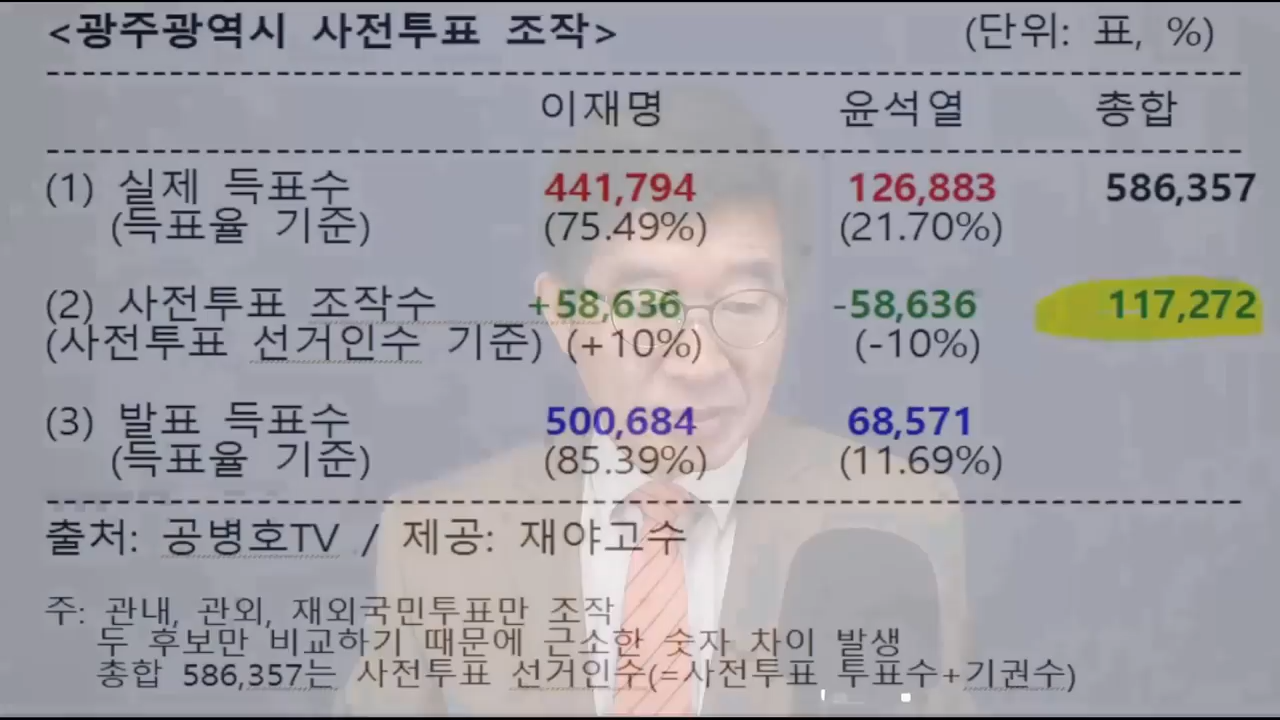 <광주광역시 사전투표 조작> (단위: 표, %)
이재명 윤석열 총합
(1) 실제 득표수 441,794 126,883 586,357
(득표율 기준) (75.49%) (21.70%)
(2) 사전투표 조작수 +58,636 -58,636 117,272
(사전투표 선거인수 기준) (+10%) (-10%)
(3) 발표 득표수 500,684 68,571
(득표율 기준) (85.39%) (11.69%)
출처: 공병호TV / 제공: 재야고수
주: 관내, 관외, 재외국민투표만 조작
두 후보만 비교하기 때문에 근소한 숫자 차이 발생
총합 586,357는 사전투표 선거인수(=사전투표 투표수+기권수)